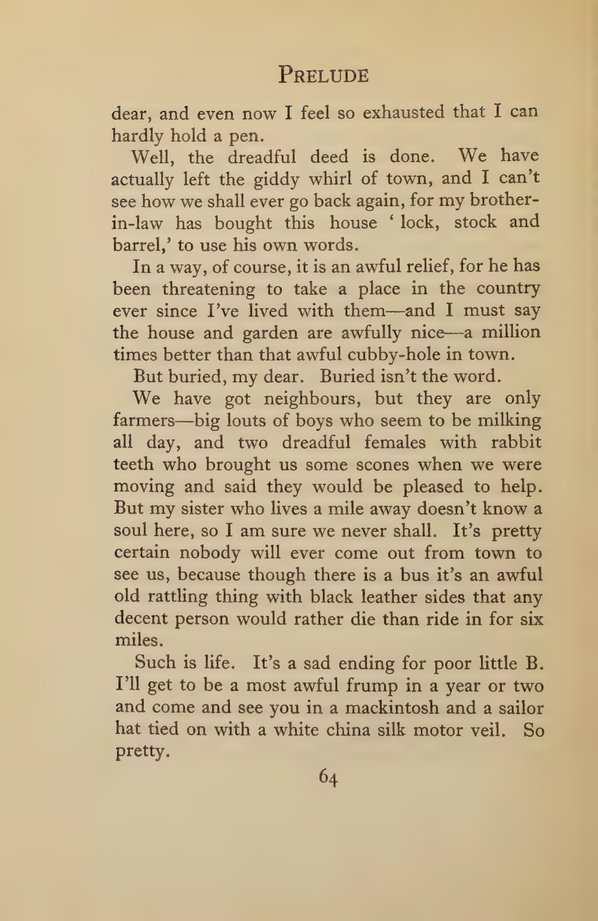 PRELUDE
dear, and even now I feel so exhausted that I can
hardly hold a pen.
Well, the dreadful deed is done. We have
actually left the giddy whirl of town, and I can't
see how we shall ever go back again, for my brother-
in-law has bought this house ‘ lock, stock and
barrel,’ to use his own words.
In a way, of course, it is an awful relief, for he has
been threatening to take a place in the country
ever since I've lived with them—and I must say
the house and garden are awfully nice—a million
times better than that awful cubby-hole in town.
But buried, my dear. Buried isn't the word.
We have got neighbours, but they are only
farmers—big louts of boys who seem to be milking
all day, and two dreadful females with rabbit
teeth who brought us some scones when we were
moving and said they would be pleased to help.
But my sister who lives a mile away doesn't know a
soul here, so I am sure we never shall. It's pretty
certain nobody will ever come out from town to
see us, because though there is a bus it's an awful
old rattling thing with black leather sides that any
decent person would rather die than ride in for six
miles.
Such is life. It's a sad ending for poor little B.
I'll get to be a most awful frump in a year or two
and come and see you in a mackintosh and a sailor
hat tied on with a white china silk motor veil. So
pretty.
64